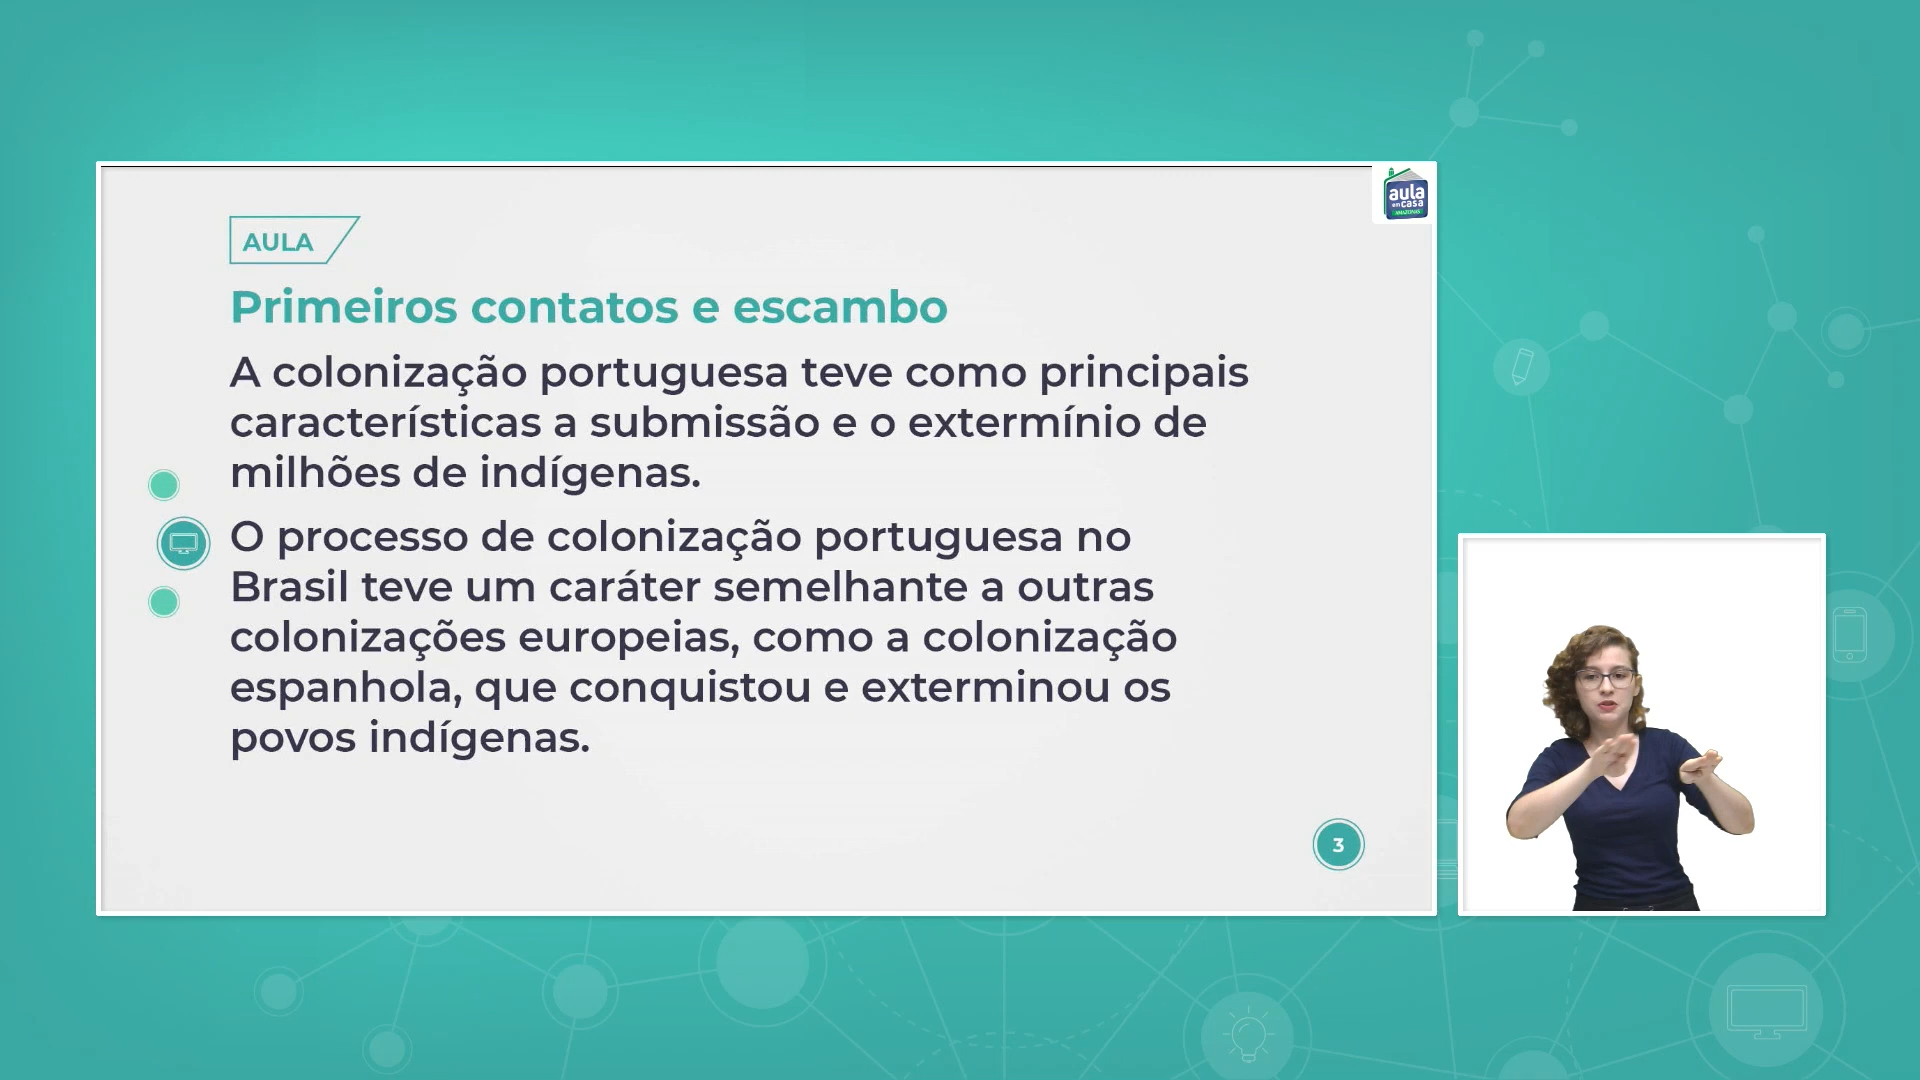 aula
em casa
AMAZONAS
AULA
Primeiros contatos e escambo
A colonização portuguesa teve como principais
características a submissão e o extermínio de
milhões de indígenas.
O processo de colonização portuguesa no
Brasil teve um caráter semelhante a outras
colonizações europeias, como a colonização
espanhola, que conquistou e exterminou os
povos indígenas.
3